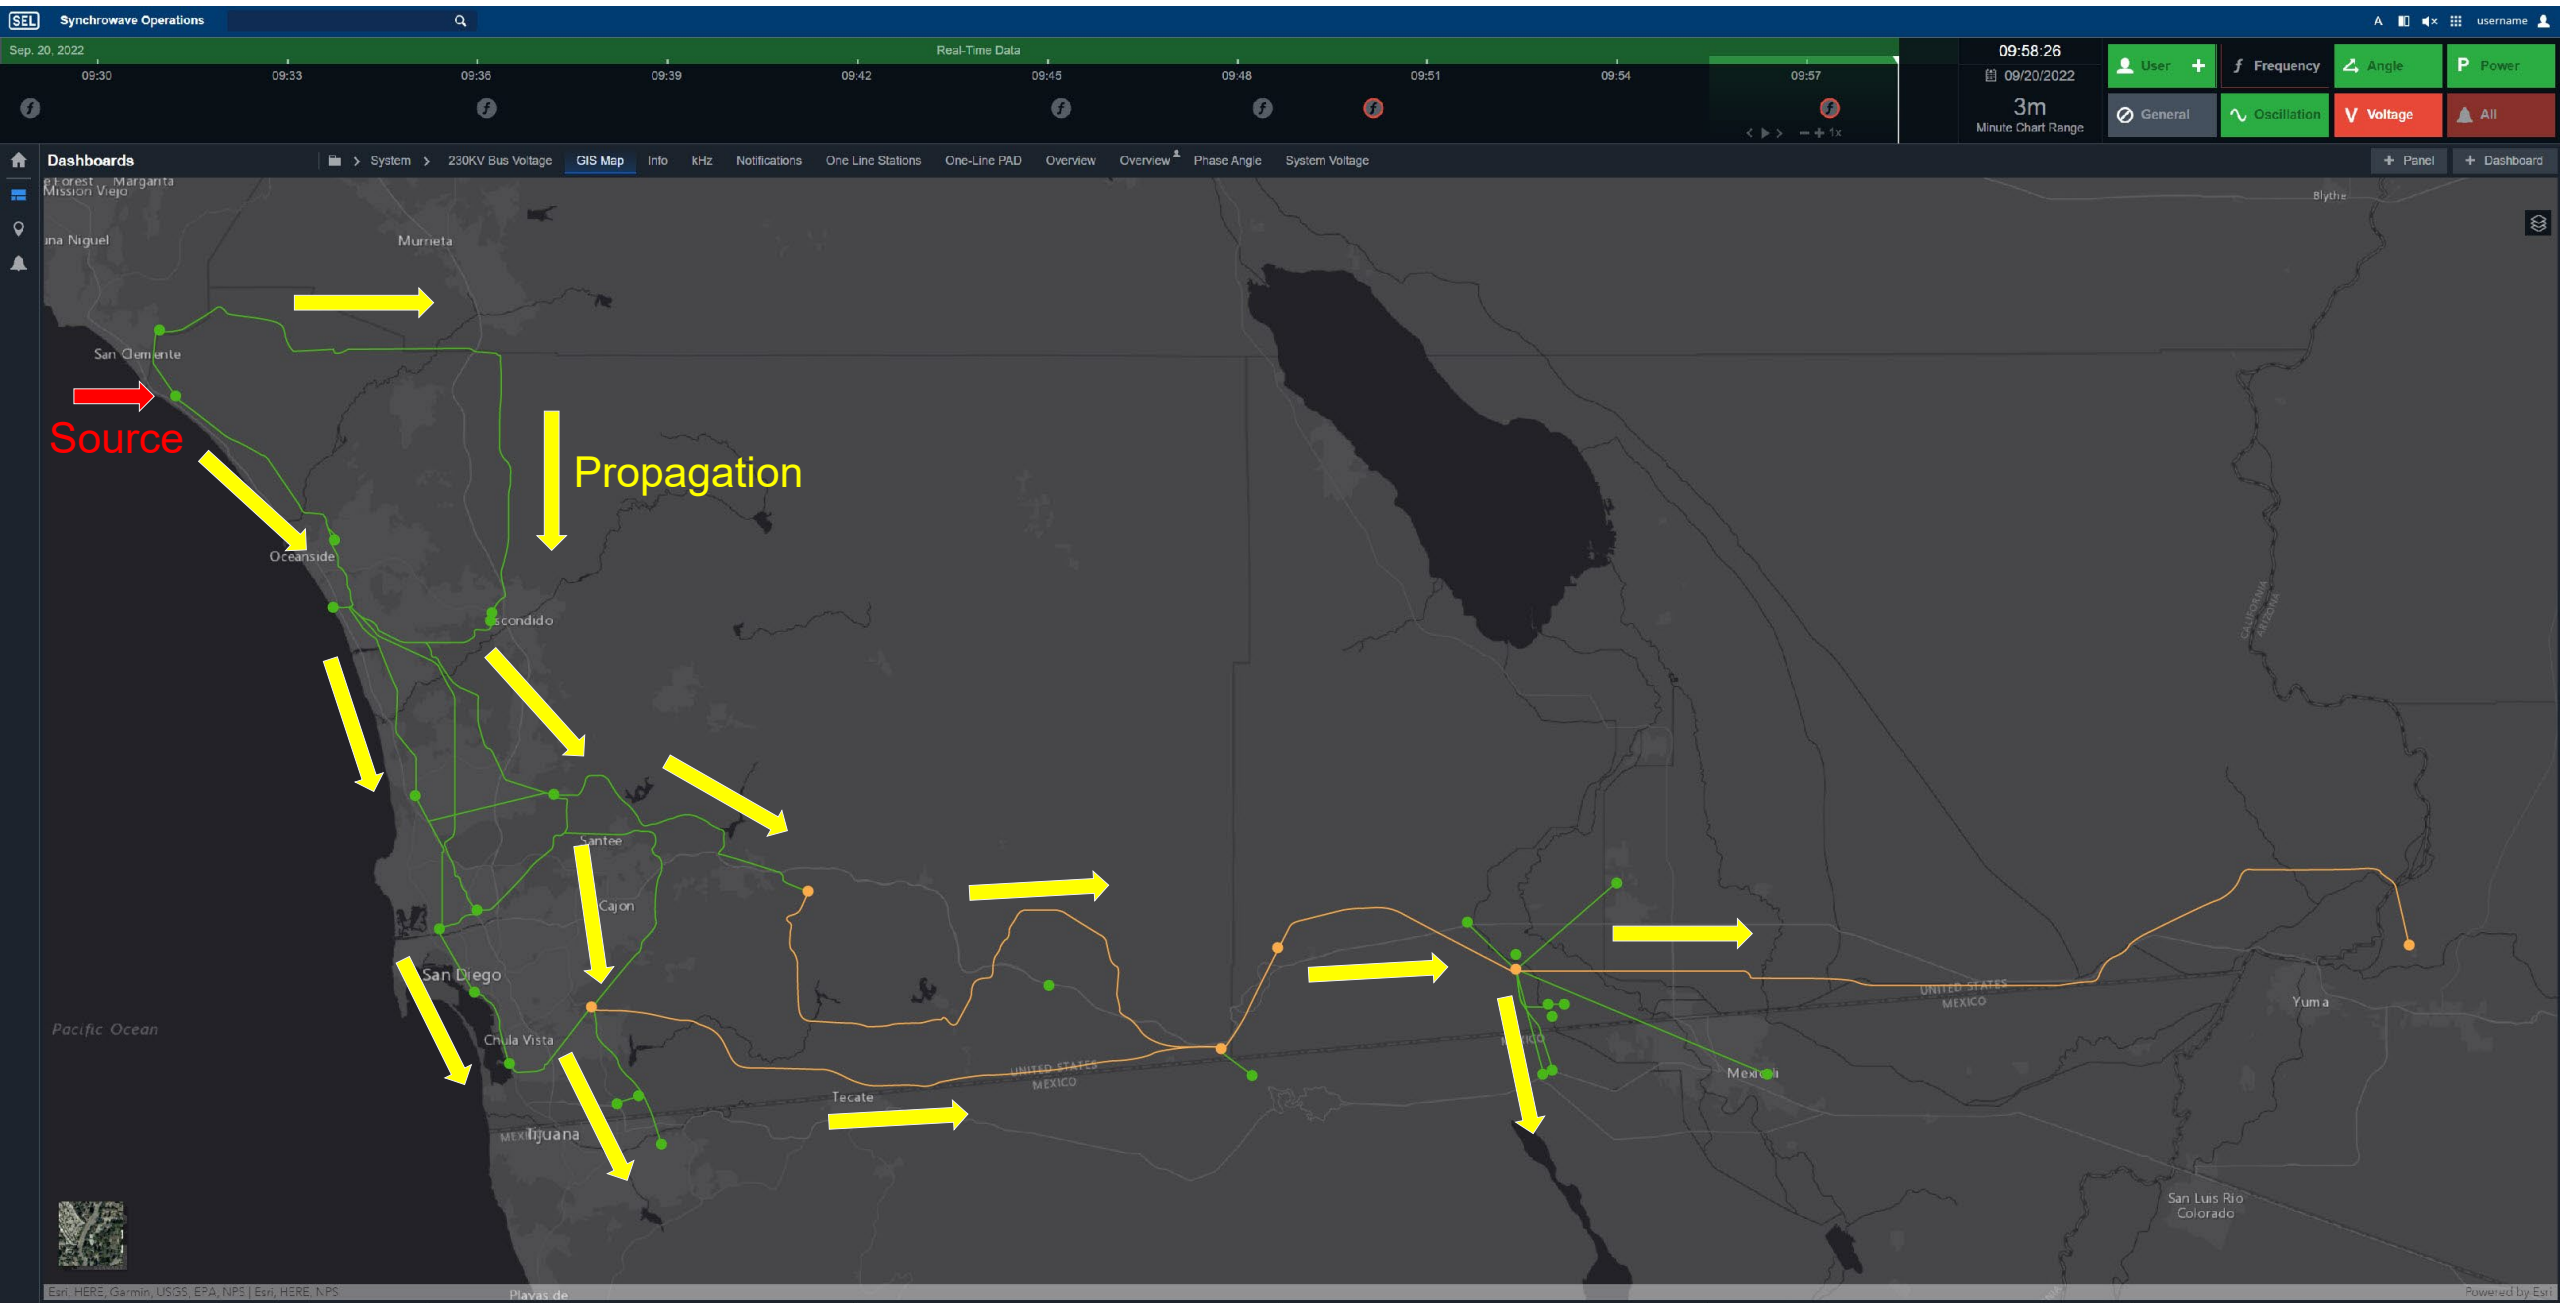 SEL Synchrowave Operations
A username
Sep. 20, 2022 Real-Time Data
09:30 09:33 09:36 09:39 09:42 09:45 09:48 09:51 09:54 09:57
09:58:26
09/20/2022
3m
Minute Chart Range
< > 1x
User + f Frequency Angle P Power
General Oscillation V Voltage All
Dashboards > System > 230KV Bus Voltage GIS Map Info kHz Notifications One Line Stations One-Line PAD Overview Overview Phase Angle System Voltage + Panel + Dashboard
Margarita
Mission Viejo
Blythe
una Niguel
Murrieta
San Clemente
Source
Propagation
Oceanside
scondido
CALIFORNIA
ARIZONA
Santee
Cajon
San Diego
Pacific Ocean
Chula Vista
UNITED STATES
MEXICO
UNITED STATES
MEXICO
Yuma
Tecate
Tijuana
San Luis Rio
Colorado
Esri, HERE, Garmin, USGS, EPA, NPS | Esri, HERE, NPS
Playas de
Powered by Esri